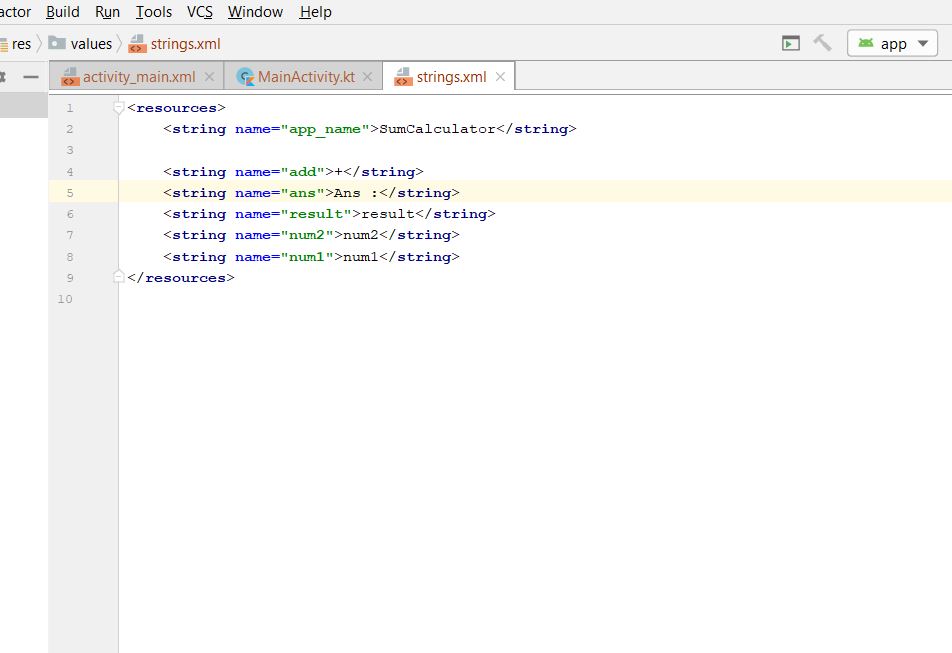 actor Build Run Tools VCS Window Help
res values strings.xml app
activity_main.xml MainActivity.kt strings.xml
1 <resources>
2 <string name="app_name">SumCalculator</string>
3
4 <string name="add">+</string>
5 <string name="ans">Ans :</string>
6 <string name="result">result</string>
7 <string name="num2">num2</string>
8 <string name="num1">num1</string>
9 </resources>
10